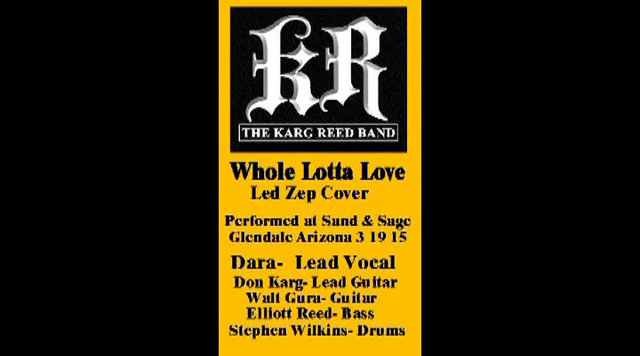 KR
THE KARG REED BAND
Whole Lotta Love
Led Zep Cover
Performed at Sand & Sage
Glendale Arizona 3 19 15
Dara- Lead Vocal
Don Karg- Lead Guitar
Walt Gura- Guitar
Elliott Reed- Bass
Stephen Wilkins- Drums